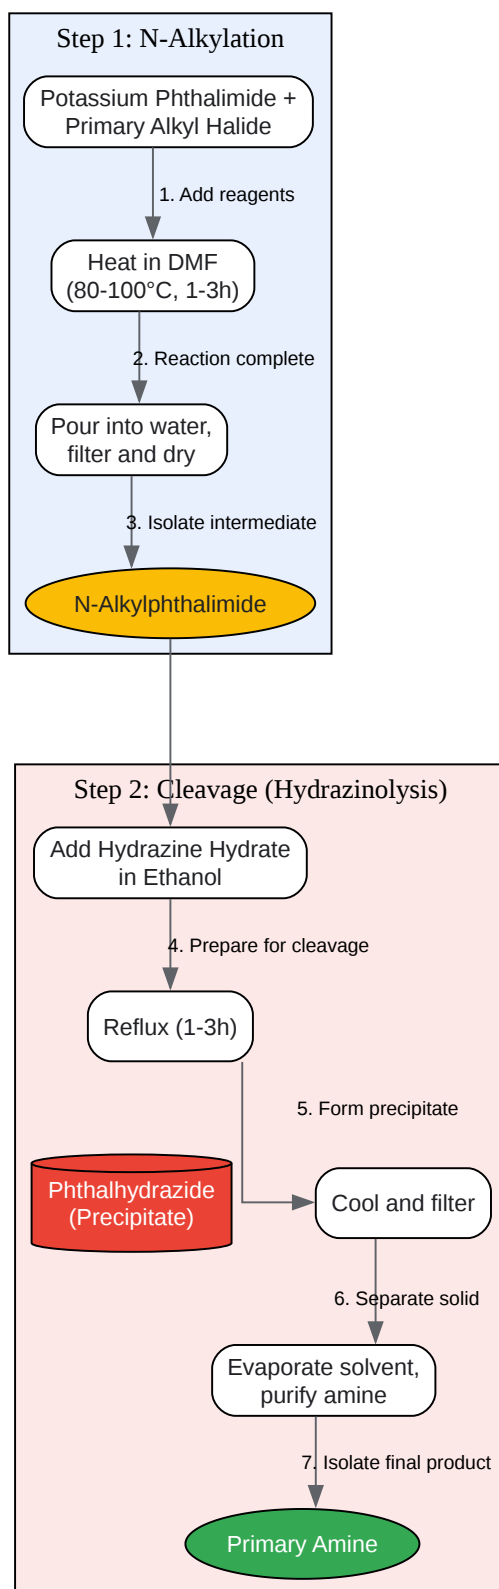 Step 1: N-Alkylation
Potassium Phthalimide +
Primary Alkyl Halide
1. Add reagents
Heat in DMF
(80-100°C, 1-3h)
2. Reaction complete
Pour into water,
filter and dry
3. Isolate intermediate
N-Alkylphthalimide
Step 2: Cleavage (Hydrazinolysis)
Add Hydrazine Hydrate
in Ethanol
4. Prepare for cleavage
Reflux (1-3h)
5. Form precipitate
Phthalhydrazide
(Precipitate)
Cool and filter
6. Separate solid
Evaporate solvent,
purify amine
7. Isolate final product
Primary Amine